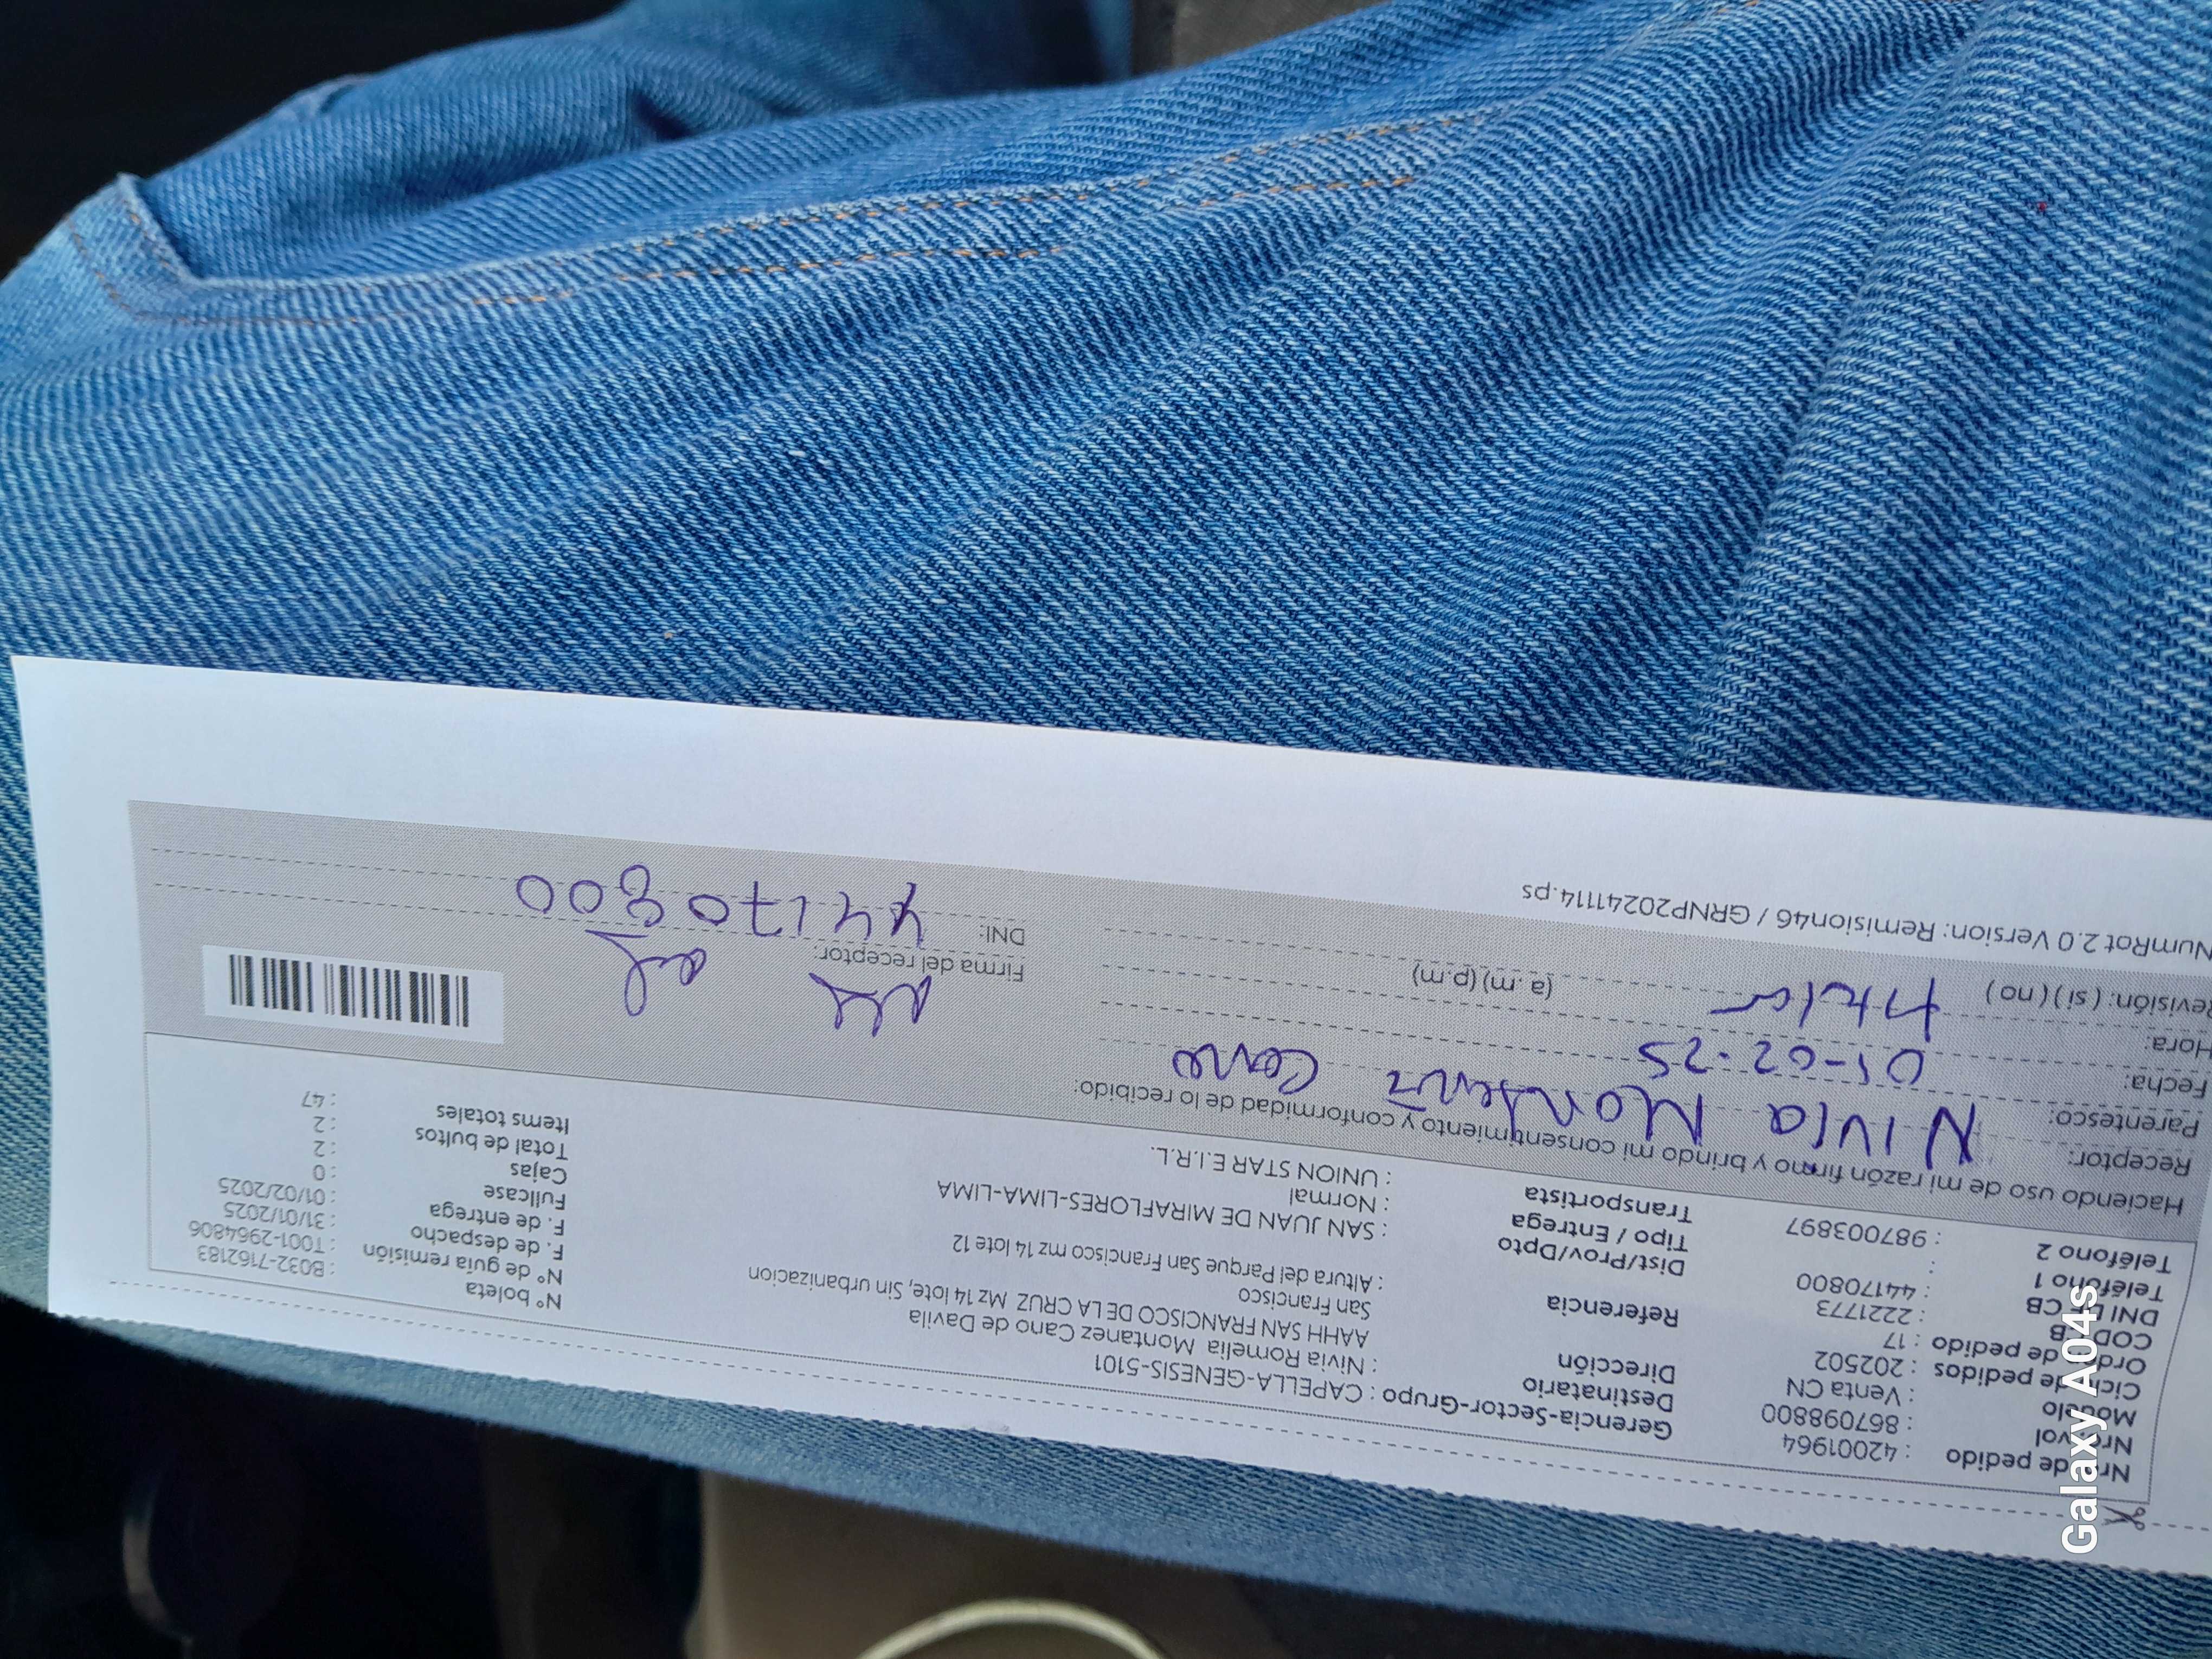 Nro de pedido : 42001964
Nro vol : 867098800
Modelo : Venta CN
Ciclo de pedidos : 202502
Orden de pedido : 17
COD CB : 2221773
DNI CB : 44170800
Teléfono 1 :
Teléfono 2 : 987003897
Gerencia-Sector-Grupo : CAPELLA-GENESIS-5101
Destinatario : Nivia Romelia Montanez Cano de Davila
Dirección AAHH SAN FRANCISCO DE LA CRUZ Mz 14 lote, Sin urbanizacion
San Francisco
Referencia : Altura del Parque San Francisco mz 14 lote 12
Dist/Prov/Dpto : SAN JUAN DE MIRAFLORES-LIMA-LIMA
Tipo / Entrega : Normal
Transportista : UNION STAR E.I.R.L.
N° boleta : B032-7162183
N° de guía remisión : T001-2964806
F. de despacho : 31/01/2025
F. de entrega : 01/02/2025
Fullcase : 0
Cajas : 2
Total de bultos : 2
Items totales : 47
Haciendo uso de mi razón firmo y brindo mi consentimiento y conformidad de lo recibido:
Receptor: Nivia
Parentesco:
Fecha: 01-02-25
Hora: (a.m) (p.m)
Revisión: (si) (no)
Titular
Firma del receptor:
DNI: 44170800
NumRot 2.0 Version: Remision46 / GRNP20241114.ps
Galaxy A04s